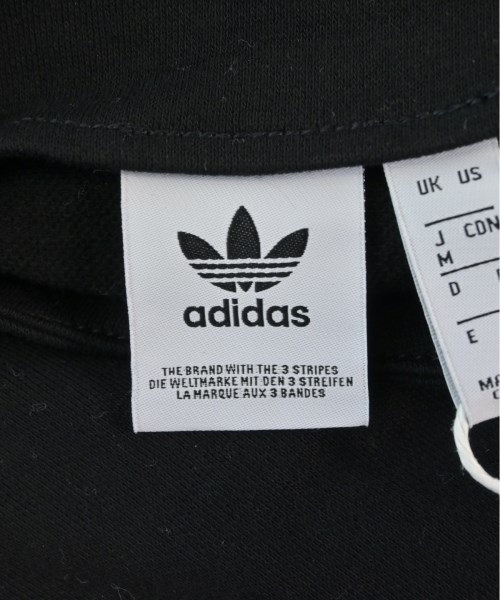 adidas
THE BRAND WITH THE 3 STRIPES
DIE WELTMARKE MIT DEN 3 STREIFEN
LA MARQUE AUX 3 BANDES
UK US
J CDN
M
D
E